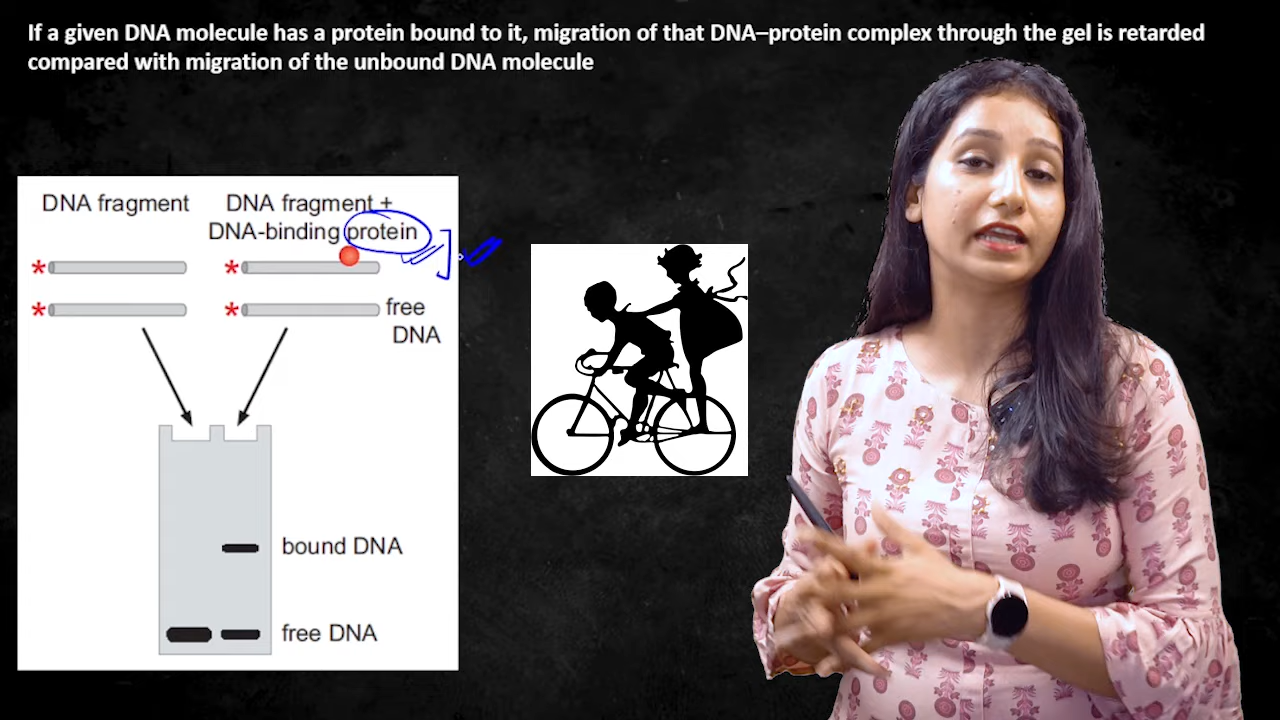 If a given DNA molecule has a protein bound to it, migration of that DNA–protein complex through the gel is retarded
compared with migration of the unbound DNA molecule
DNA fragment
DNA fragment +
DNA-binding protein
* *
* * free
DNA
bound DNA
free DNA